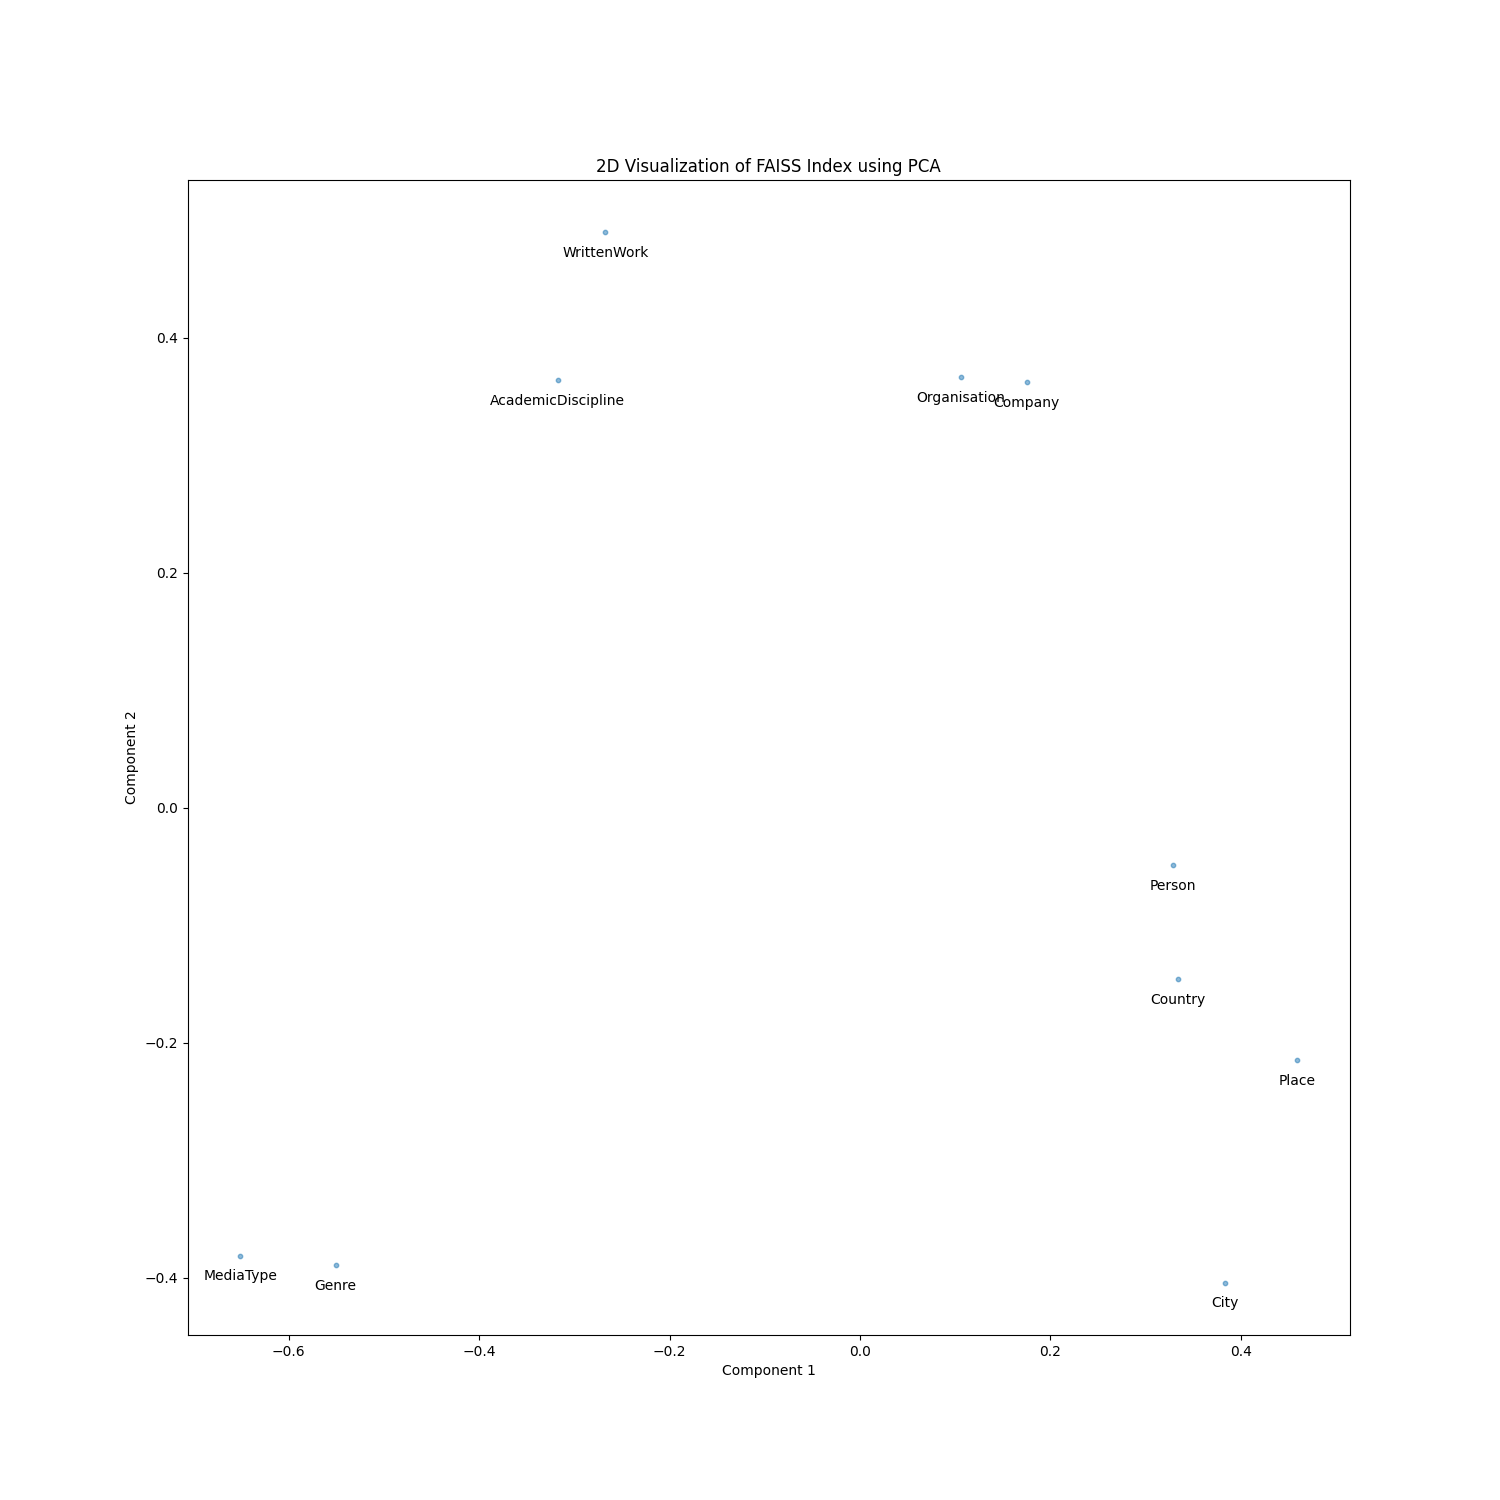 2D Visualization of FAISS Index using PCA
WrittenWork
0.4
AcademicDiscipline
Organisation
Company
0.2
Component 2
0.0
Person
Country
−0.2
Place
−0.4
MediaType
Genre
City
−0.6
−0.4
−0.2
0.0
0.2
0.4
Component 1